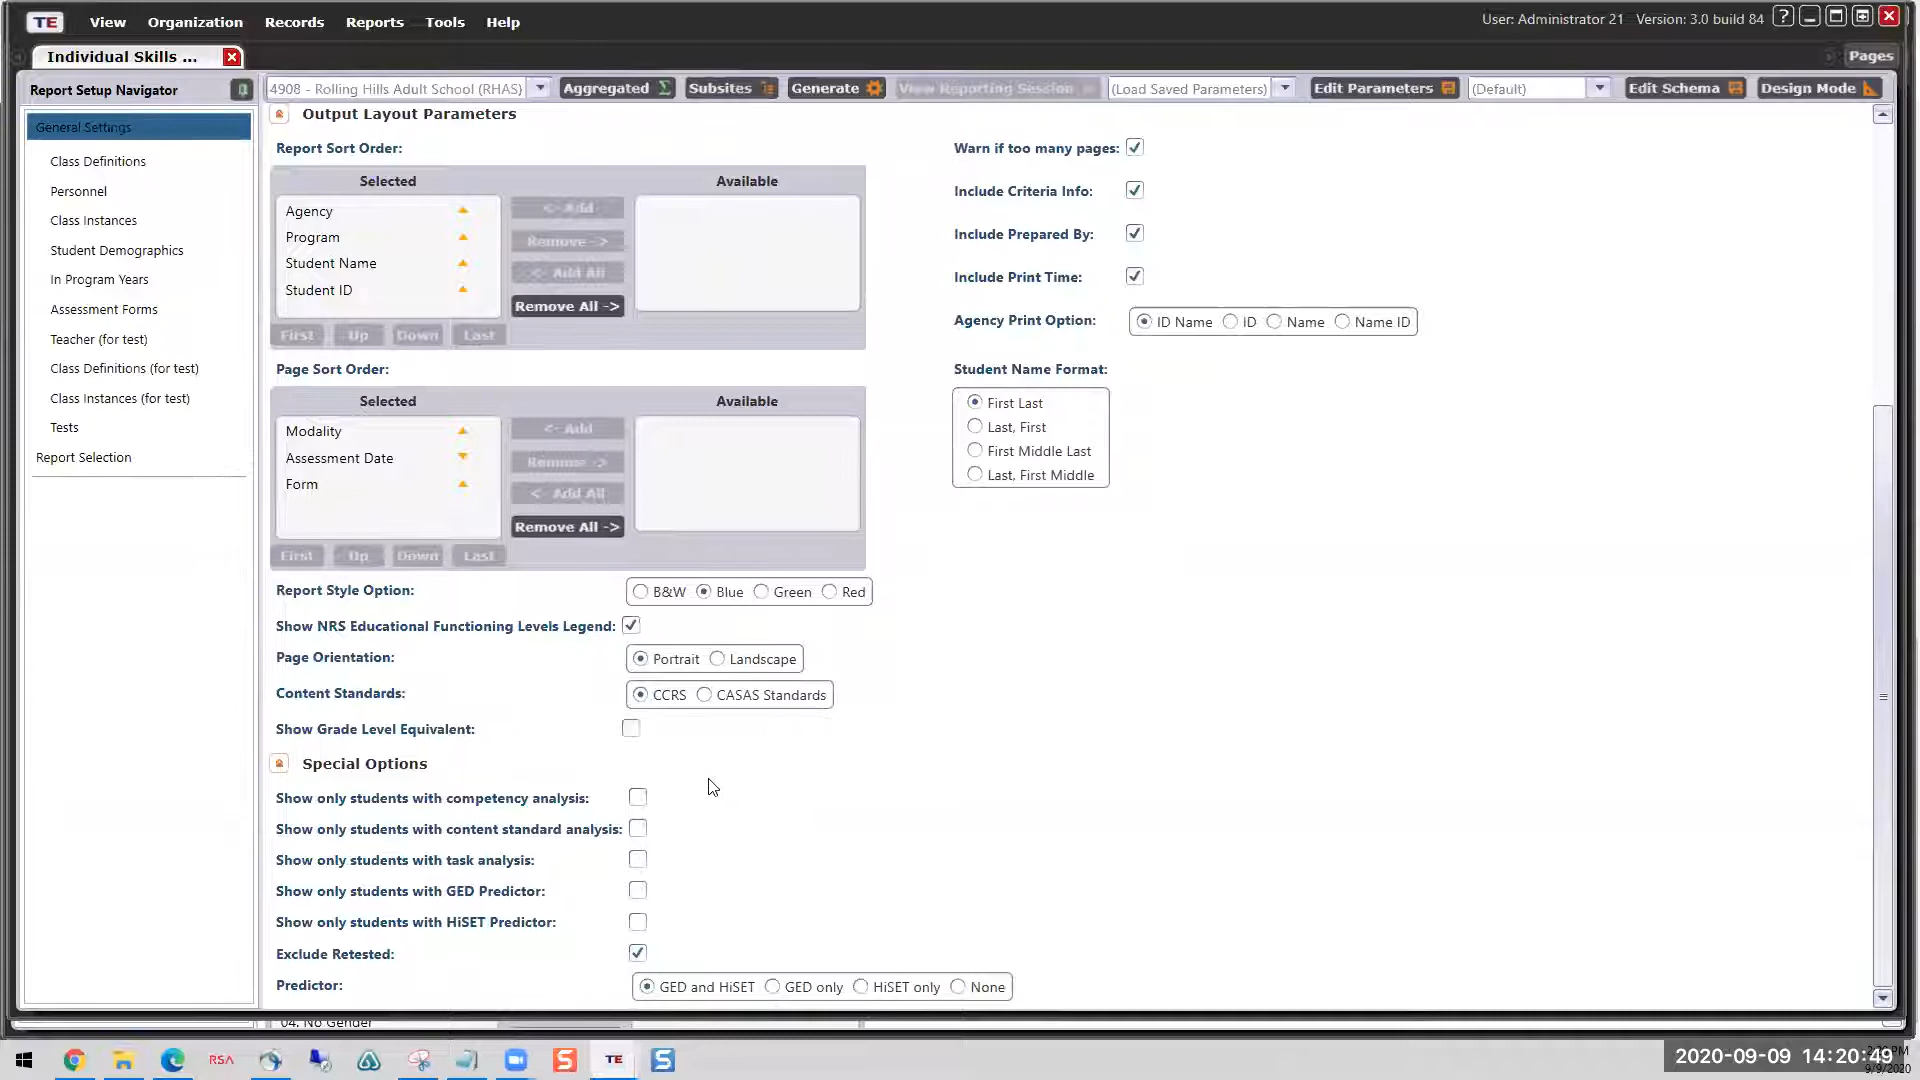 TE View Organization Records Reports Tools Help User: Administrator 21 Version: 3.0 build 84 ?
Individual Skills ... Pages
Report Setup Navigator
4908 - Rolling Hills Adult School (RHAS) Aggregated Subsites Generate View Reporting Session (Load Saved Parameters) Edit Parameters (Default) Edit Schema Design Mode
General Settings
Class Definitions
Personnel
Class Instances
Student Demographics
In Program Years
Assessment Forms
Teacher (for test)
Class Definitions (for test)
Class Instances (for test)
Tests
Report Selection
Output Layout Parameters
Report Sort Order:
Selected Available
Agency
Program
Student Name
Student ID
<- Add
Remove ->
<- Add All
Remove All ->
First Up Down Last
Page Sort Order:
Selected Available
Modality
Assessment Date
Form
<- Add
Remove ->
<- Add All
Remove All ->
First Up Down Last
Warn if too many pages:
Include Criteria Info:
Include Prepared By:
Include Print Time:
Agency Print Option: ID Name ID Name Name ID
Student Name Format:
First Last
Last, First
First Middle Last
Last, First Middle
Report Style Option: B&W Blue Green Red
Show NRS Educational Functioning Levels Legend:
Page Orientation: Portrait Landscape
Content Standards: CCRS CASAS Standards
Show Grade Level Equivalent:
Special Options
Show only students with competency analysis:
Show only students with content standard analysis:
Show only students with task analysis:
Show only students with GED Predictor:
Show only students with HiSET Predictor:
Exclude Retested:
Predictor: GED and HiSET GED only HiSET only None
04. No Gender
RSA S TE S
2020-09-09 14:20:49
9/9/2020